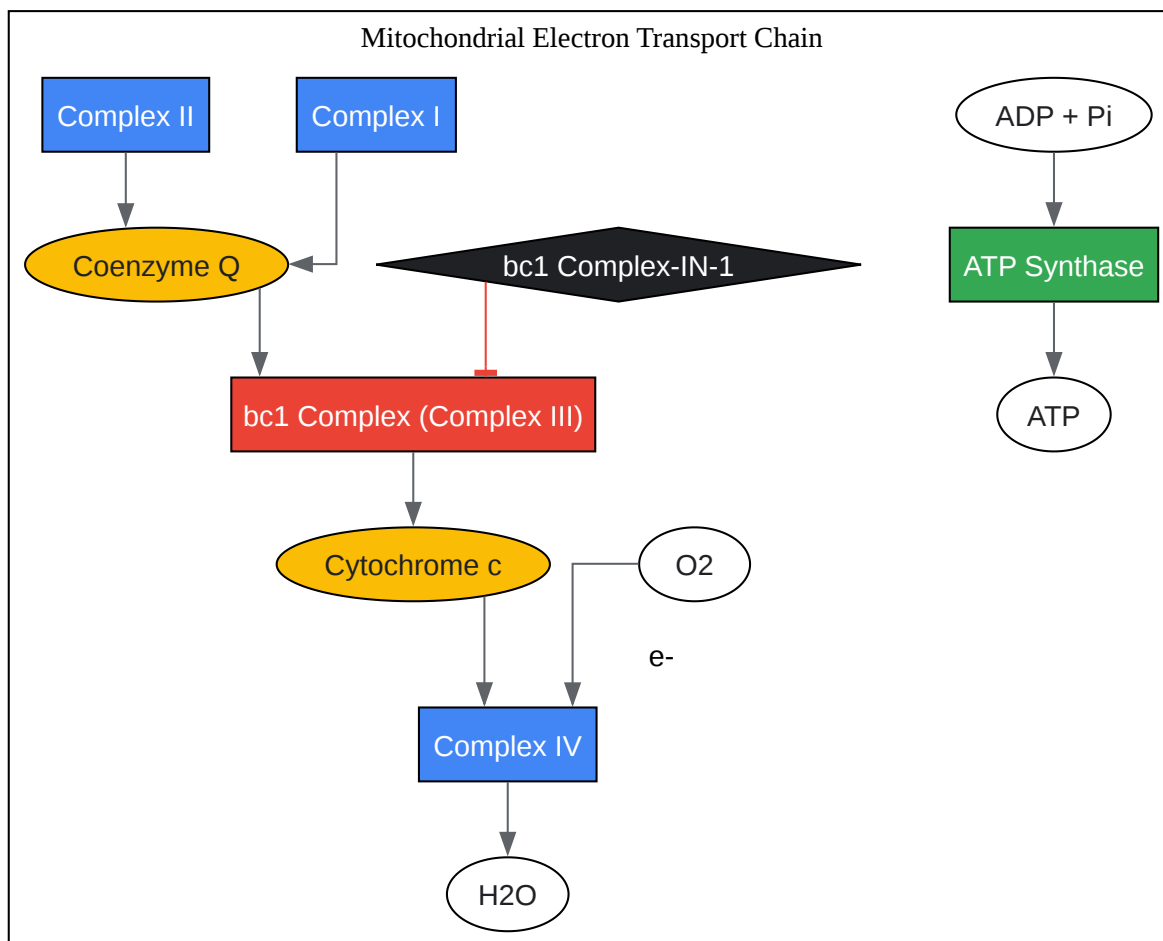 Mitochondrial Electron Transport Chain
Complex II
Complex I
ADP + Pi
Coenzyme Q
bc1 Complex-IN-1
ATP Synthase
bc1 Complex (Complex III)
ATP
Cytochrome c
O2
e-
Complex IV
H2O